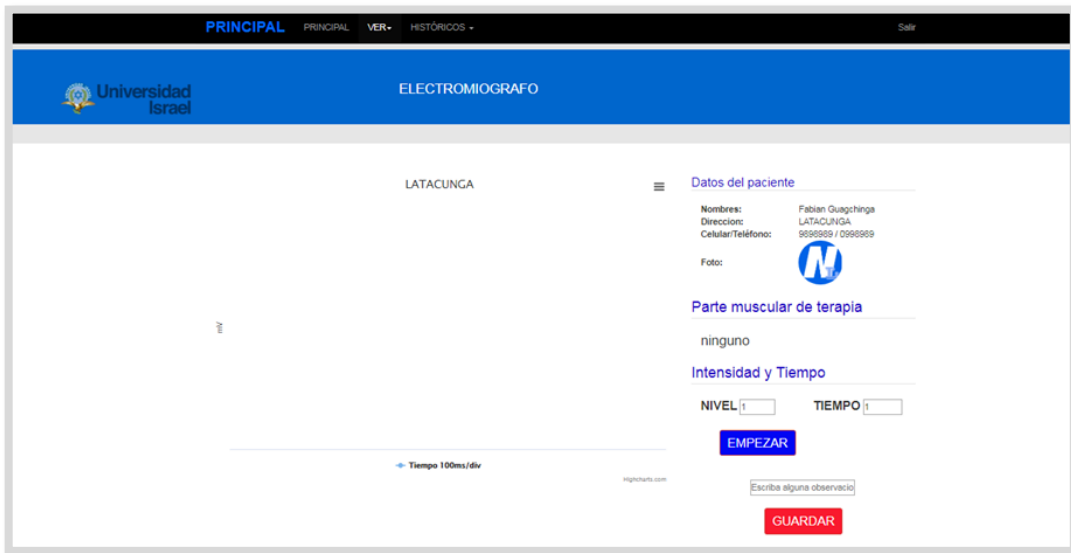 PRINCIPAL PRINCIPAL VER HISTÓRICOS Salir
Universidad
Israel
ELECTROMIOGRAFO
LATACUNGA
mV
Tiempo 100ms/div
Highcharts.com
Datos del paciente
Nombres: Fabian Guagchinga
Direccion: LATACUNGA
Celular/Teléfono: 9898989 / 0998989
Foto:
Parte muscular de terapia
ninguno
Intensidad y Tiempo
NIVEL 1 TIEMPO 1
EMPEZAR
Escriba alguna observacio
GUARDAR